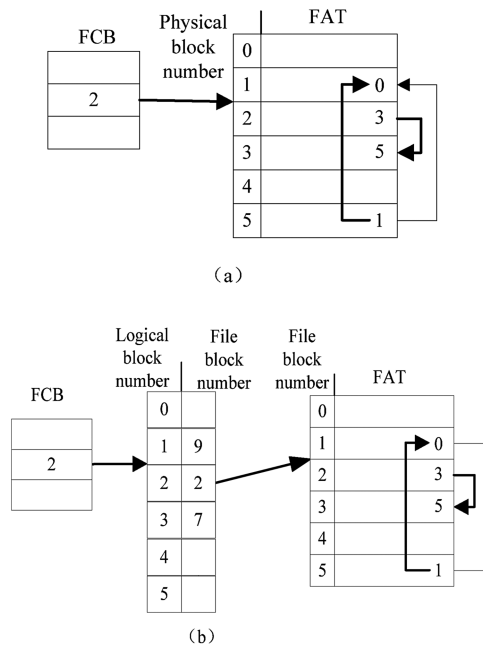 FCB
Physical
block
number
FAT
2
0
1 0
2 3
3 5
4
5 1
(a)
FCB
Logical
block
number
File
block
number
File
block
number
FAT
2
0
1 9
2 2
3 7
4
5
0
1 0
2 3
3 5
4
5 1
(b)